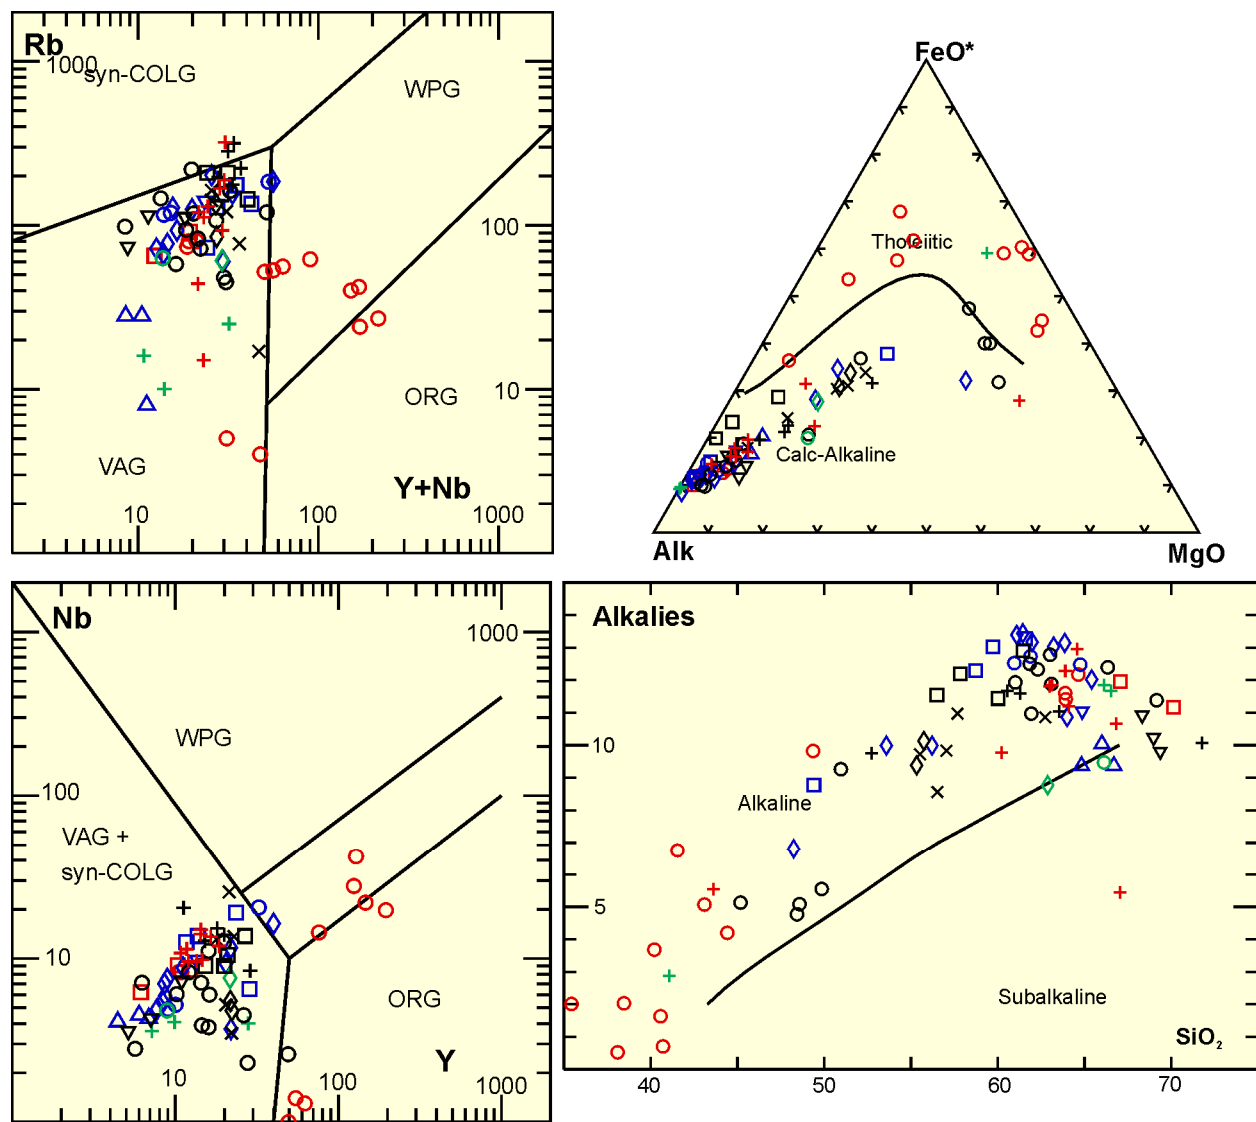 Rb
1000
syn-COLG
WPG
100
10
ORG
VAG
Y+Nb
10
100
1000
FeO*
Tholeiitic
Calc-Alkaline
Alk
MgO
Nb
1000
WPG
100
VAG +
syn-COLG
10
ORG
Y
10
100
1000
Alkalies
10
Alkaline
5
Subalkaline
SiO₂
40
50
60
70